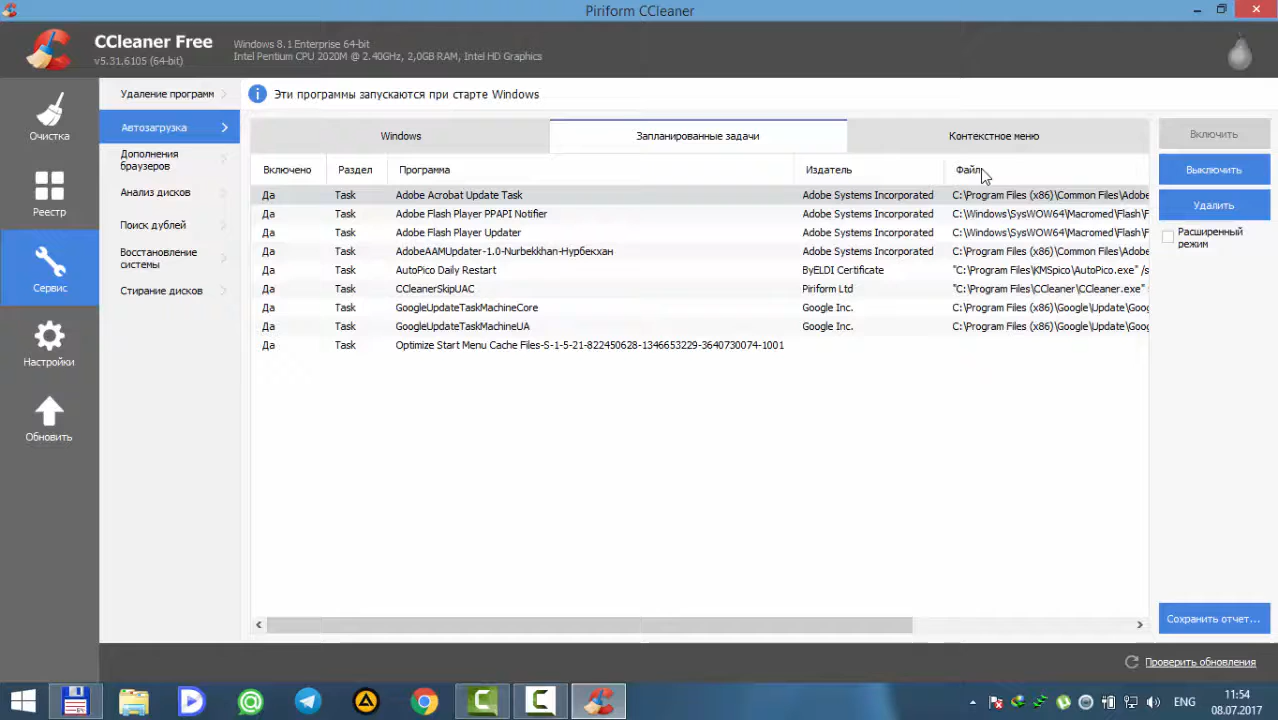 Piriform CCleaner
CCleaner Free
v5.31.6105 (64-bit)
Windows 8.1 Enterprise 64-bit
Intel Pentium CPU 2020M @ 2.40GHz, 2,0GB RAM, Intel HD Graphics
Очистка
Реестр
Сервис
Настройки
Обновить
Удаление программ
Автозагрузка
Дополнения
браузеров
Анализ дисков
Поиск дублей
Восстановление
системы
Стирание дисков
Эти программы запускаются при старте Windows
Windows Запланированные задачи Контекстное меню
Включено Раздел Программа Издатель Файл
Да Task Adobe Acrobat Update Task Adobe Systems Incorporated C:\Program Files (x86)\Common Files\Adobe
Да Task Adobe Flash Player PPAPI Notifier Adobe Systems Incorporated C:\Windows\SysWOW64\Macromed\Flash\F
Да Task Adobe Flash Player Updater Adobe Systems Incorporated C:\Windows\SysWOW64\Macromed\Flash\F
Да Task AdobeAAMUpdater-1.0-Nurbekkhan-Нурбекхан Adobe Systems Incorporated C:\Program Files (x86)\Common Files\Adobe
Да Task AutoPico Daily Restart ByELDI Certificate "C:\Program Files\KMSpico\AutoPico.exe" /s
Да Task CCleanerSkipUAC Piriform Ltd "C:\Program Files\CCleaner\CCleaner.exe"
Да Task GoogleUpdateTaskMachineCore Google Inc. C:\Program Files (x86)\Google\Update\Goog
Да Task GoogleUpdateTaskMachineUA Google Inc. C:\Program Files (x86)\Google\Update\Goog
Да Task Optimize Start Menu Cache Files-S-1-5-21-822450628-1346653229-3640730074-1001
Включить
Выключить
Удалить
Расширенный
режим
Сохранить отчет...
Проверить обновления
ENG
11:54
08.07.2017